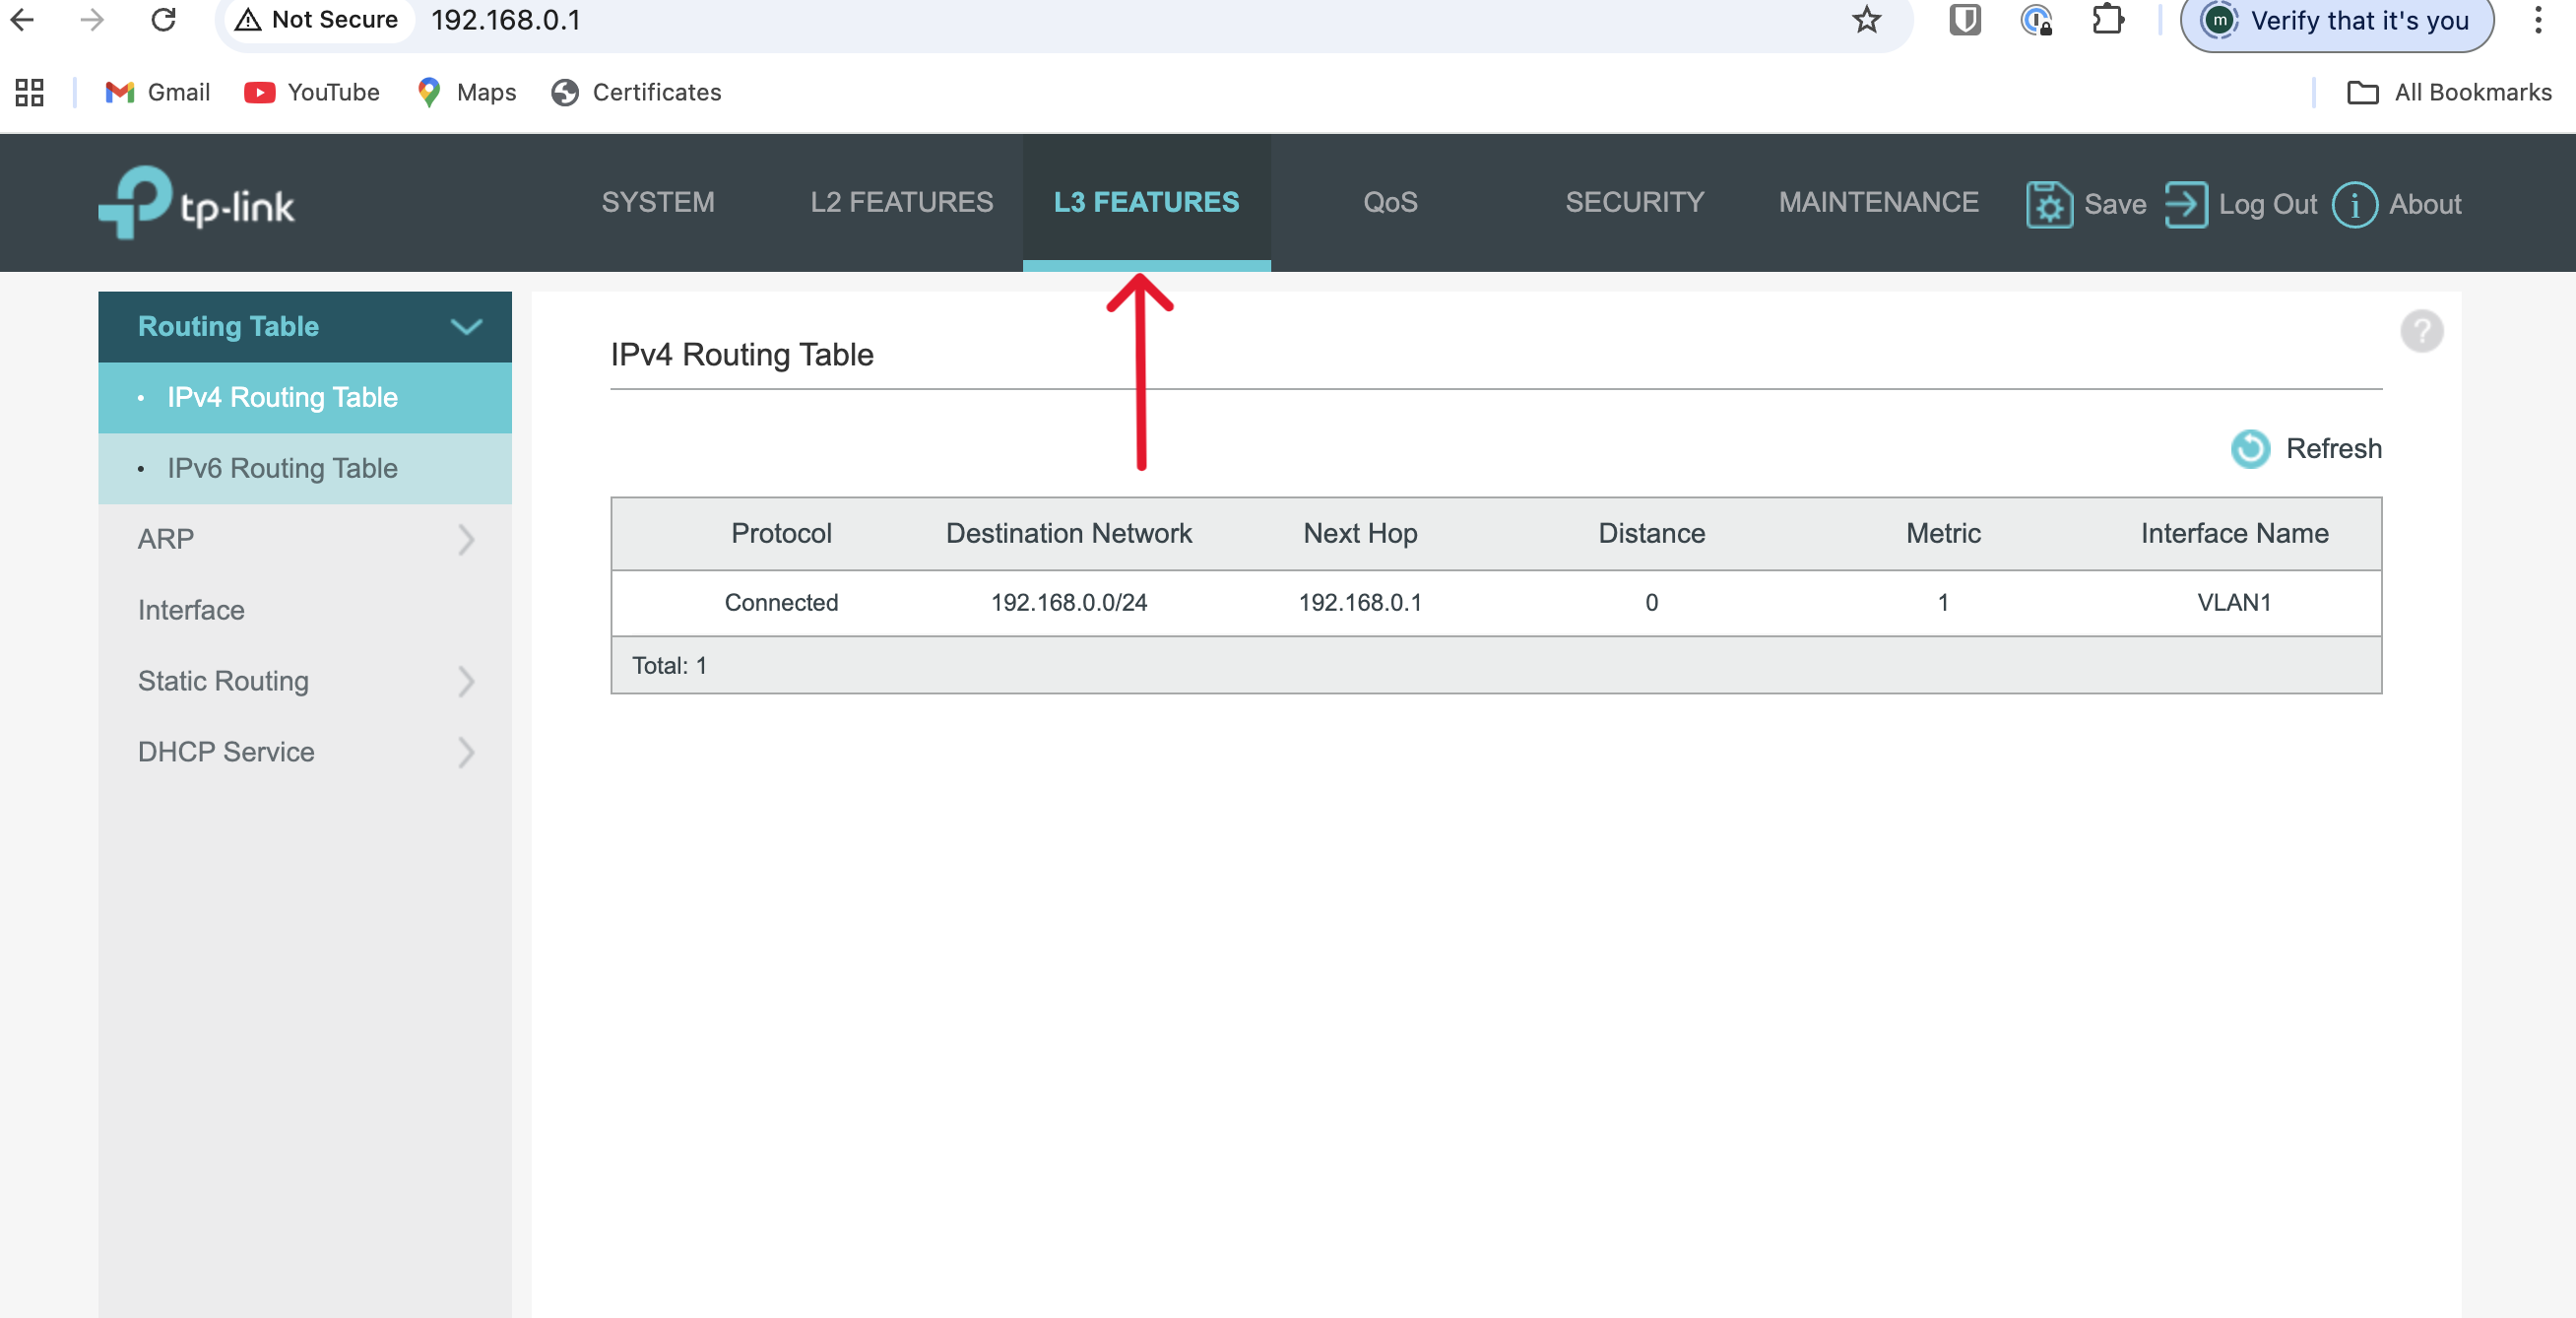 Not Secure 192.168.0.1 m Verify that it's you
Gmail YouTube Maps Certificates All Bookmarks
tp-link SYSTEM L2 FEATURES L3 FEATURES QoS SECURITY MAINTENANCE Save Log Out i About
Routing Table
• IPv4 Routing Table
• IPv6 Routing Table
ARP
Interface
Static Routing
DHCP Service
?
IPv4 Routing Table
Refresh
Protocol Destination Network Next Hop Distance Metric Interface Name
Connected 192.168.0.0/24 192.168.0.1 0 1 VLAN1
Total: 1